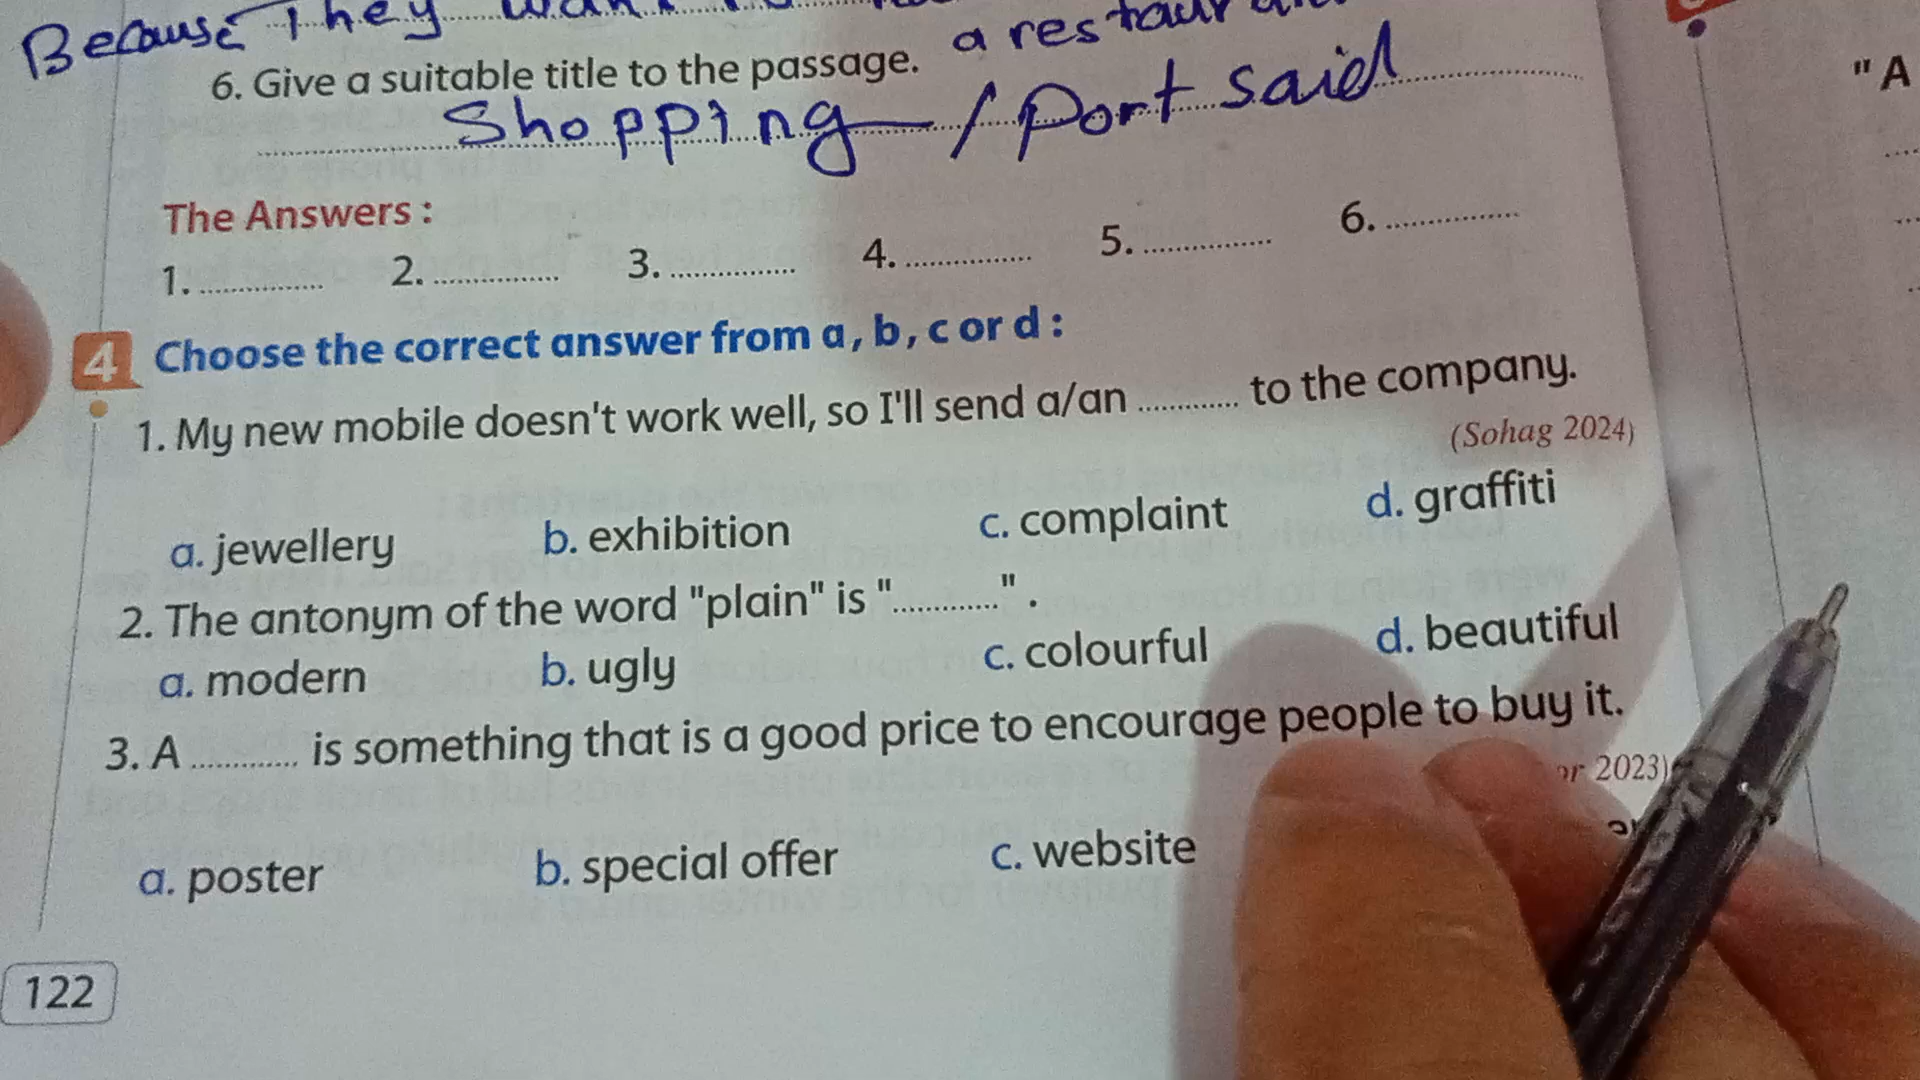 Because They
a
6. Give a suitable title to the passage.
Shopping / Port said
The Answers :
1. ............ 2. ............ 3. ............ 4. ............ 5. ............ 6. ............
4 Choose the correct answer from a, b, c or d :
1. My new mobile doesn't work well, so I'll send a/an ............ to the company.
(Sohag 2024)
a. jewellery b. exhibition c. complaint d. graffiti
2. The antonym of the word "plain" is "............" .
a. modern b. ugly c. colourful d. beautiful
3. A ............ is something that is a good price to encourage people to buy it.
2023)
a. poster b. special offer c. website
122
" A